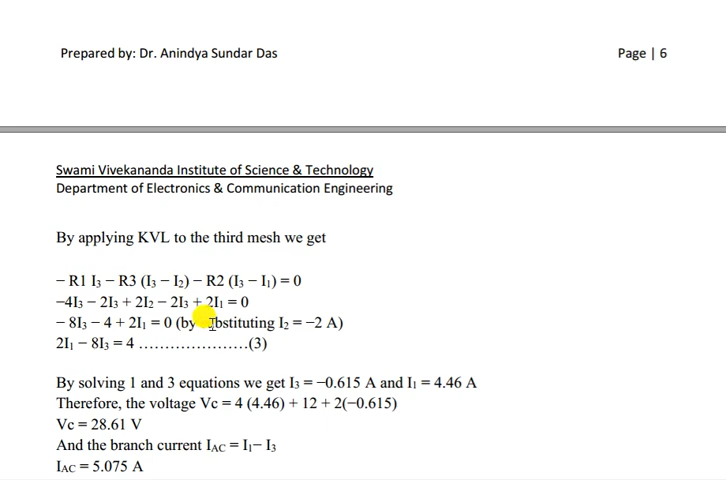 Prepared by: Dr. Anindya Sundar Das
Page | 6
Swami Vivekananda Institute of Science & Technology
Department of Electronics & Communication Engineering
By applying KVL to the third mesh we get
− R1 I₃ − R3 (I₃ − I₂) − R2 (I₃ − I₁) = 0
−4I₃ − 2I₃ + 2I₂ − 2I₃ + 2I₁ = 0
− 8I₃ − 4 + 2I₁ = 0 (by substituting I₂ = −2 A)
2I₁ − 8I₃ = 4 …………………(3)
By solving 1 and 3 equations we get I₃ = −0.615 A and I₁ = 4.46 A
Therefore, the voltage Vc = 4 (4.46) + 12 + 2(−0.615)
Vc = 28.61 V
And the branch current IAC = I₁− I₃
IAC = 5.075 A